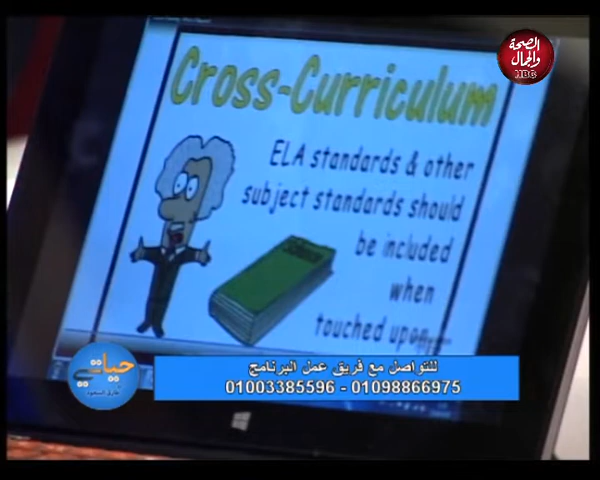 الصحة
والجمال
HBC
Cross-Curriculum
ELA standards & other
subject standards should
be included
when
touched upon
حياتي
للتواصل مع فريق عمل البرنامج
01003385596 - 01098866975